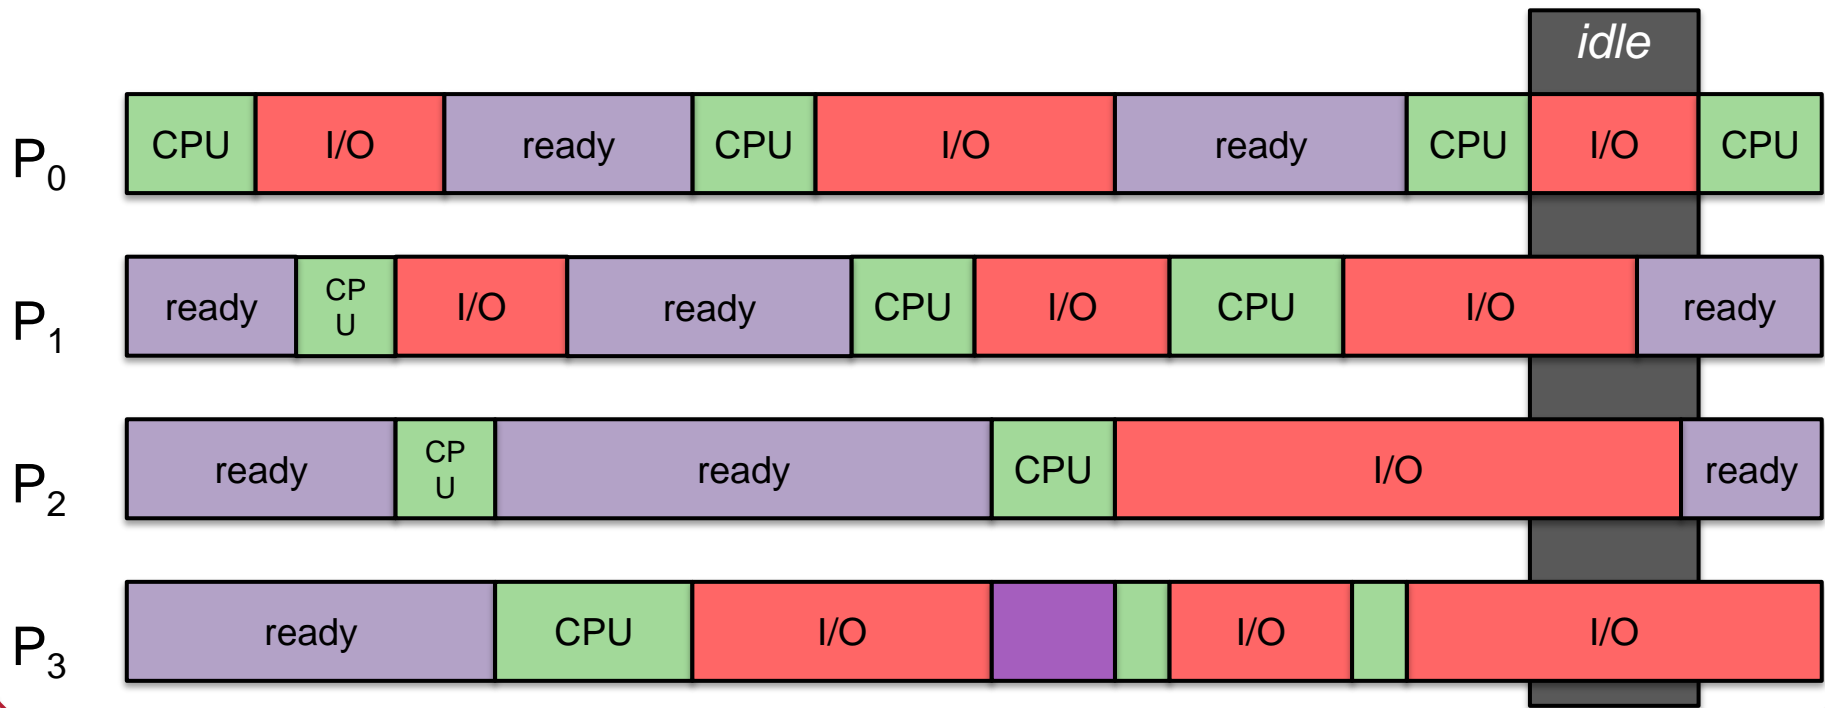 idle
P0 CPU I/O ready CPU I/O ready CPU I/O CPU
P1 ready CP
U I/O ready CPU I/O CPU I/O ready
P2 ready CP
U ready CPU I/O ready
P3 ready CPU I/O I/O I/O